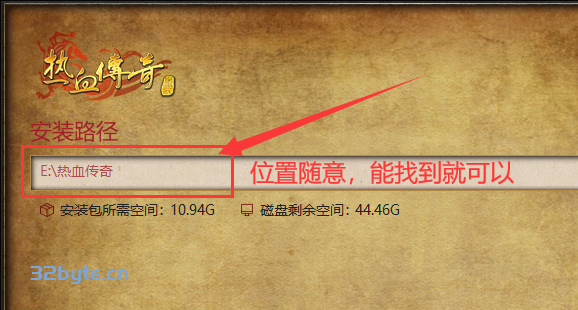 热血傳奇
安装路径
E:\热血传奇
位置随意，能找到就可以
安装包所需空间：10.94G 磁盘剩余空间：44.46G
32byte.cn